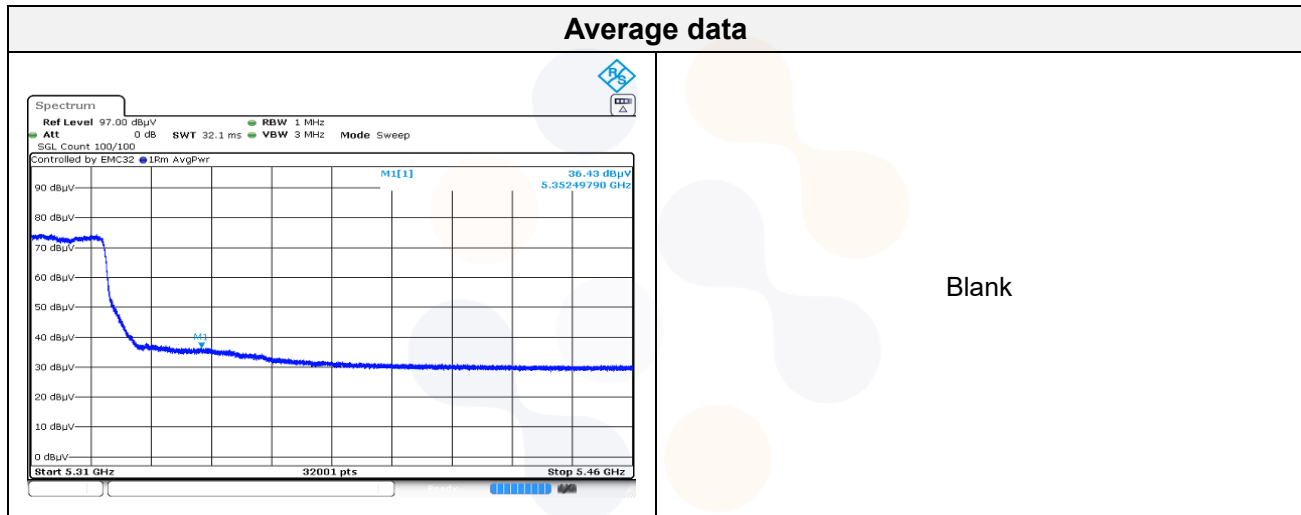 Average data
R/S
Spectrum
Ref Level 97.00 dBµV RBW 1 MHz
Att 0 dB SWT 32.1 ms VBW 3 MHz Mode Sweep
SGL Count 100/100
Controlled by EMC32 1Rm AvgPwr
M1[1] 36.43 dBµV
5.35249790 GHz
90 dBµV
80 dBµV
70 dBµV
60 dBµV
50 dBµV
40 dBµV
M1
30 dBµV
20 dBµV
10 dBµV
0 dBµV
Start 5.31 GHz 32001 pts Stop 5.46 GHz
Blank